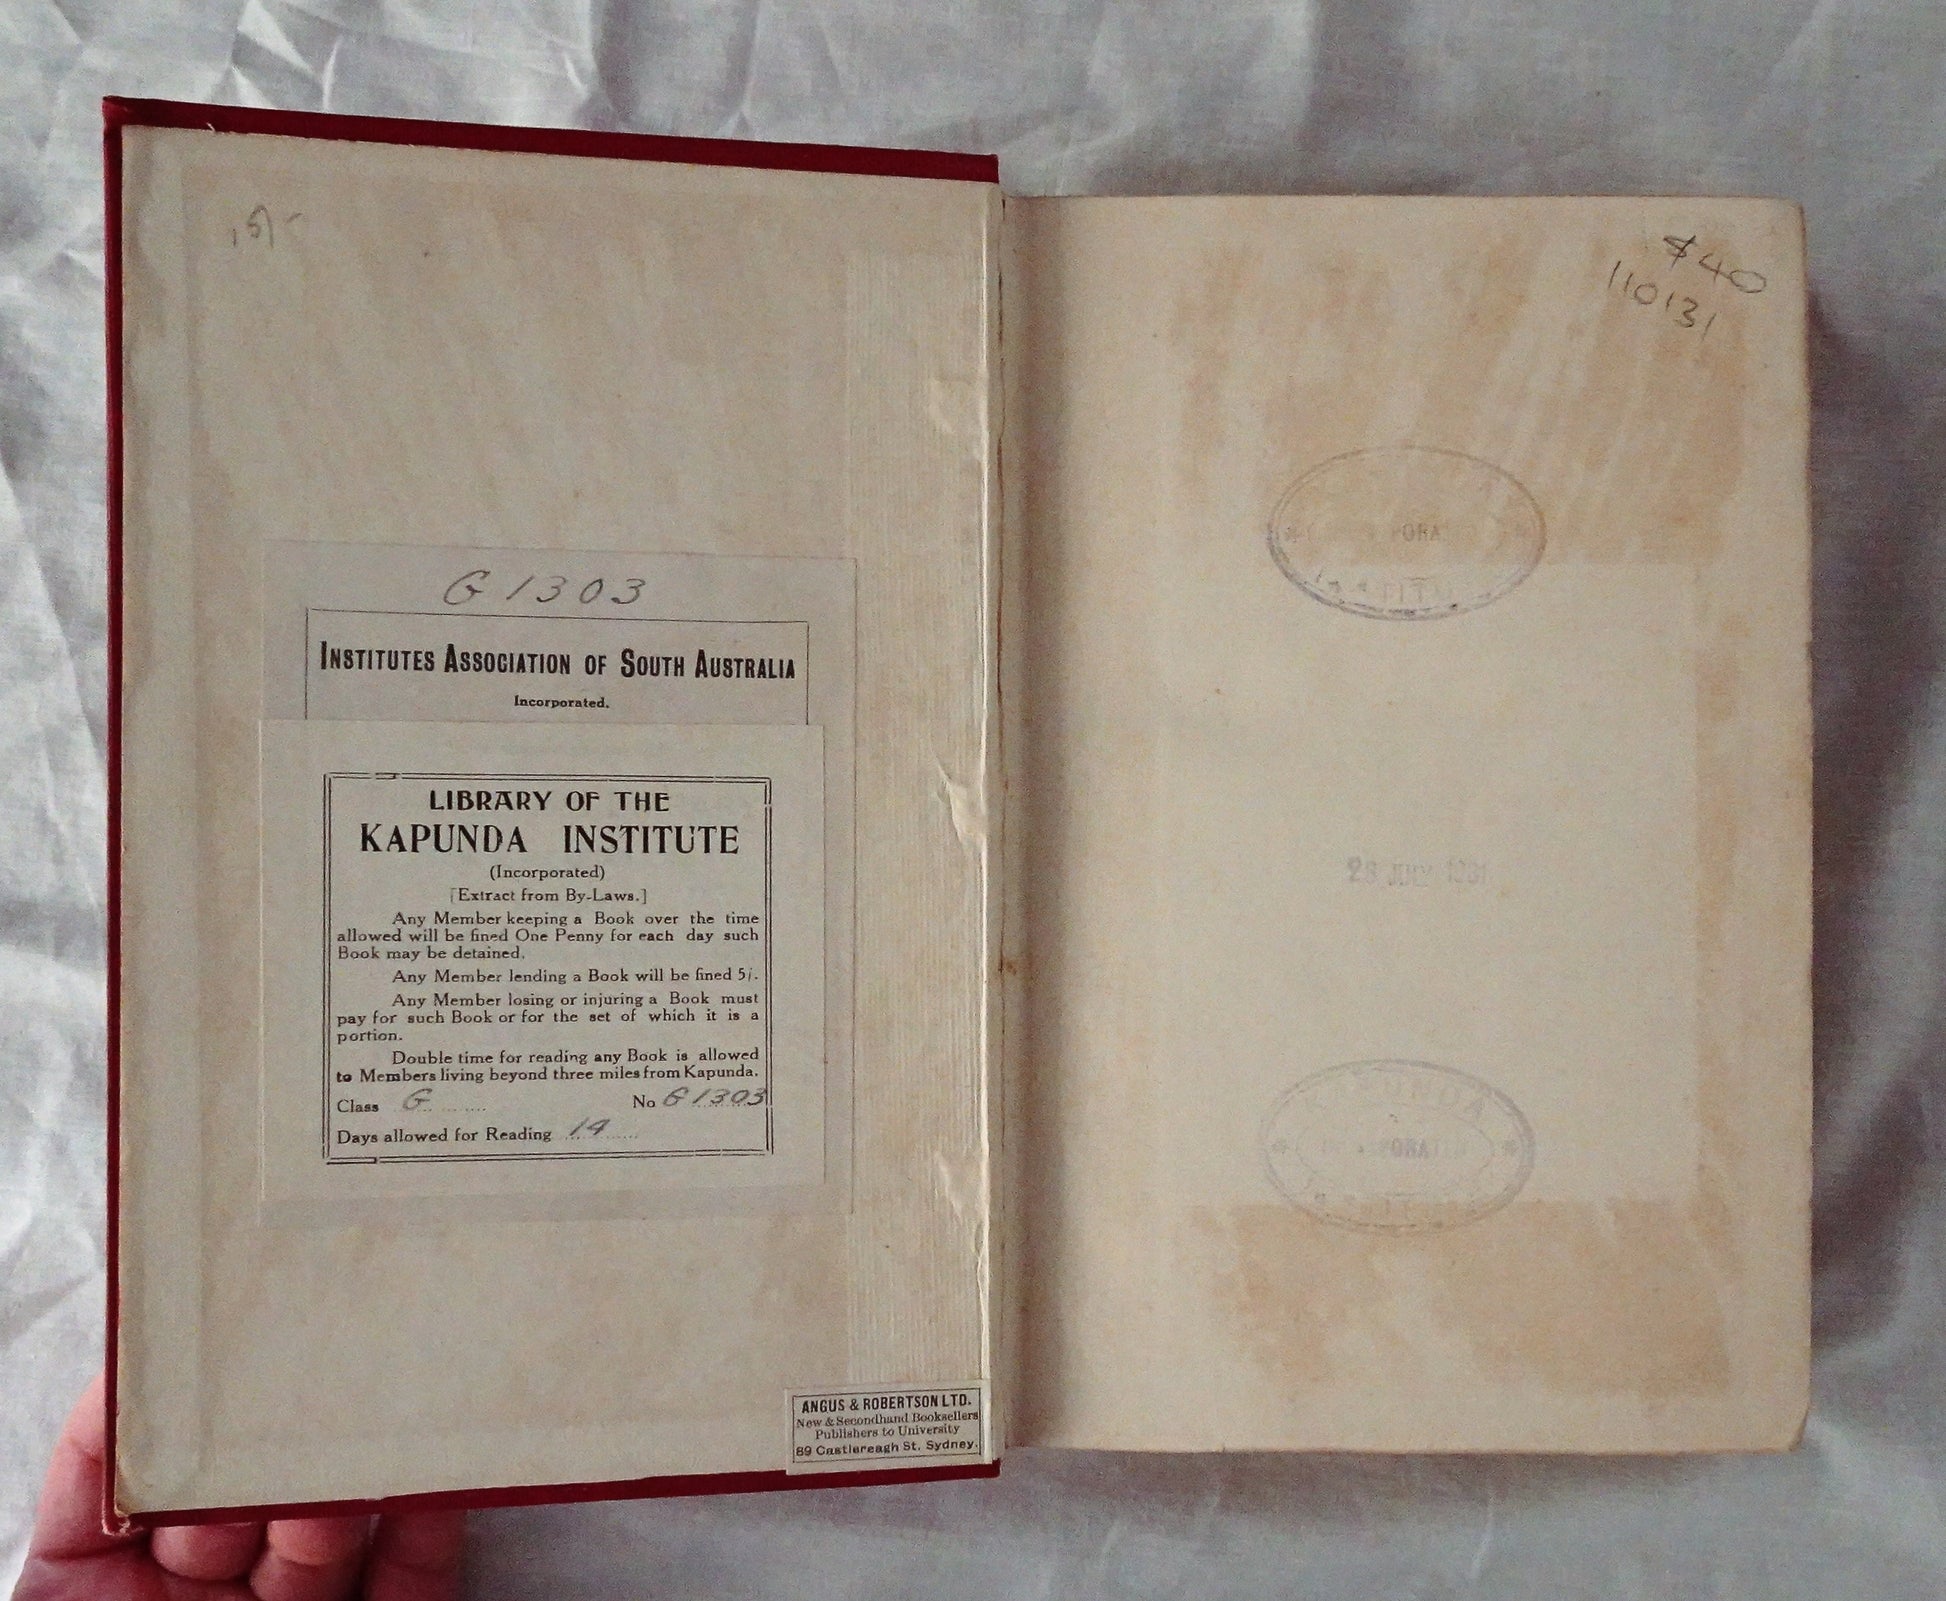 G 1303
INSTITUTES ASSOCIATION OF SOUTH AUSTRALIA
Incorporated.
LIBRARY OF THE
KAPUNDA INSTITUTE
(Incorporated)
[Extract from By-Laws.]
Any Member keeping a Book over the time
allowed will be fined One Penny for each day such
Book may be detained.
Any Member lending a Book will be fined 5/-.
Any Member losing or injuring a Book must
pay for such Book or for the set of which it is a
portion.
Double time for reading any Book is allowed
to Members living beyond three miles from Kapunda.
Class G No G 1303
Days allowed for Reading 14
ANGUS & ROBERTSON LTD.
New & Secondhand Booksellers
Publishers to University
89 Castlereagh St. Sydney.
$40
110131
JULY